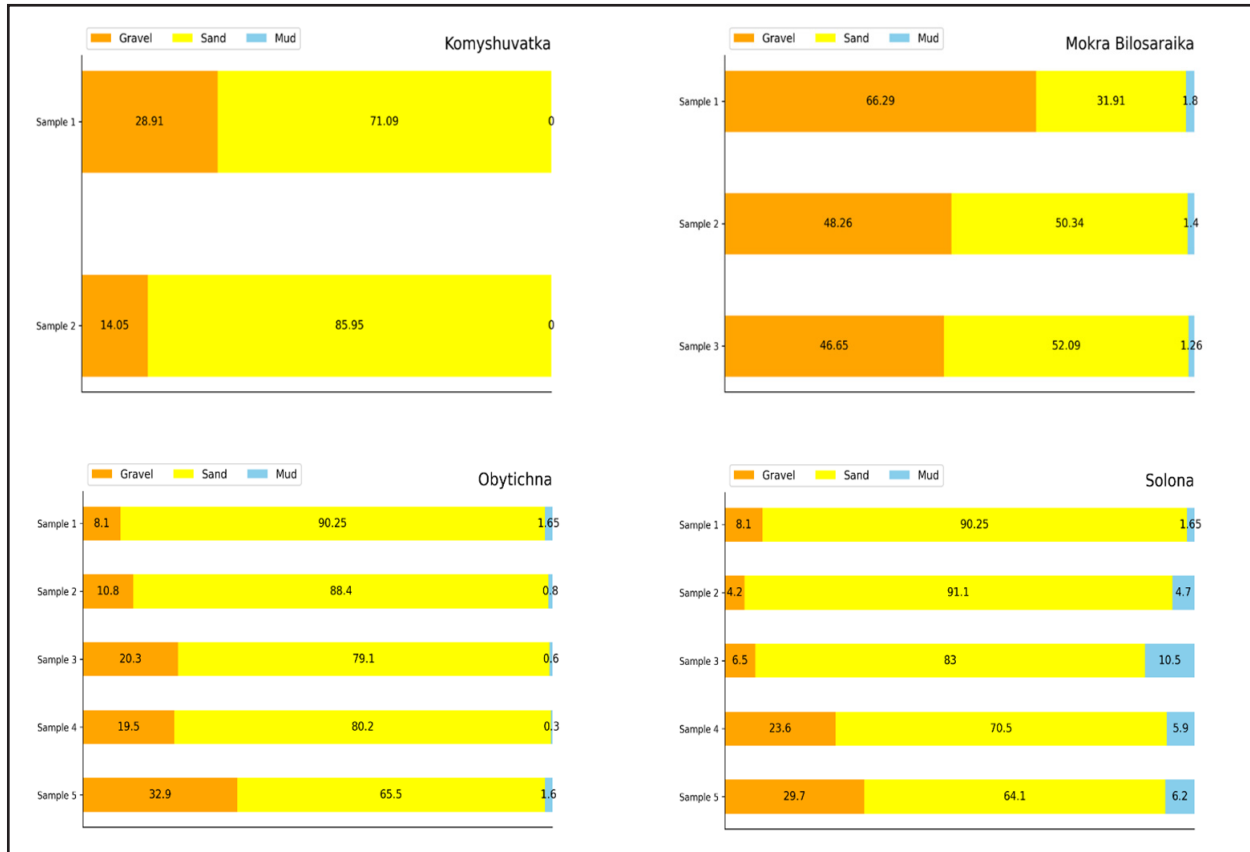 Gravel Sand Mud
Komyshuvatka
Sample 1 28.91 71.09 0
Sample 2 14.05 85.95 0
Gravel Sand Mud
Mokra Bilosaraika
Sample 1 66.29 31.91 1.8
Sample 2 48.26 50.34 1.4
Sample 3 46.65 52.09 1.26
Gravel Sand Mud
Obytichna
Sample 1 8.1 90.25 1.65
Sample 2 10.8 88.4 0.8
Sample 3 20.3 79.1 0.6
Sample 4 19.5 80.2 0.3
Sample 5 32.9 65.5 1.6
Gravel Sand Mud
Solona
Sample 1 8.1 90.25 1.65
Sample 2 4.2 91.1 4.7
Sample 3 6.5 83 10.5
Sample 4 23.6 70.5 5.9
Sample 5 29.7 64.1 6.2